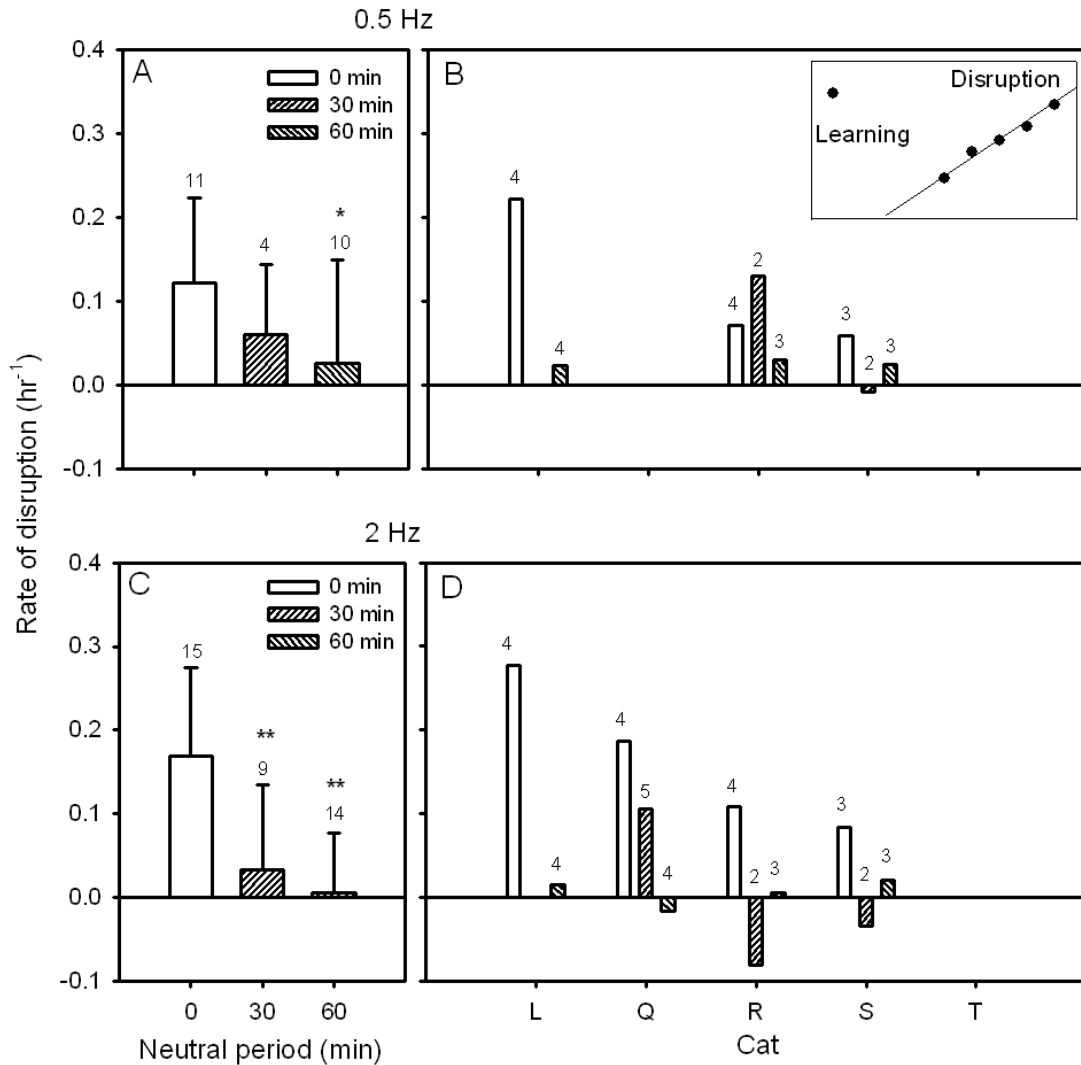 0.5 Hz
A
0 min
30 min
60 min
11
4
*
10
0.4
0.3
0.2
0.1
0.0
-0.1
B
Disruption
Learning
4
4
4
2
3
3
2
3
Rate of disruption (hr⁻¹)
2 Hz
C
0 min
30 min
60 min
15
**
9
**
14
0.4
0.3
0.2
0.1
0.0
-0.1
0 30 60
Neutral period (min)
D
4
4
4
5
4
4
2
3
3
2
3
L Q R S T
Cat